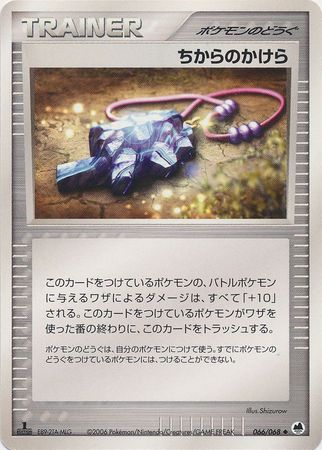 TRAINER
ポケモンのどうぐ
ちからのかけら
このカードをつけているポケモンの、バトルポケモン
に与えるワザによるダメージは、すべて「+10」
される。このカードをつけているポケモンがワザを
使った番の終わりに、このカードをトラッシュする。
ポケモンのどうぐは、自分のポケモンにつけて使う。すでにポケモンのど
うぐをつけているポケモンには、つけることができない。
Illus. Shizurow
1
©2006 Pokémon/Nintendo/Creatures/GAME FREAK
066/068